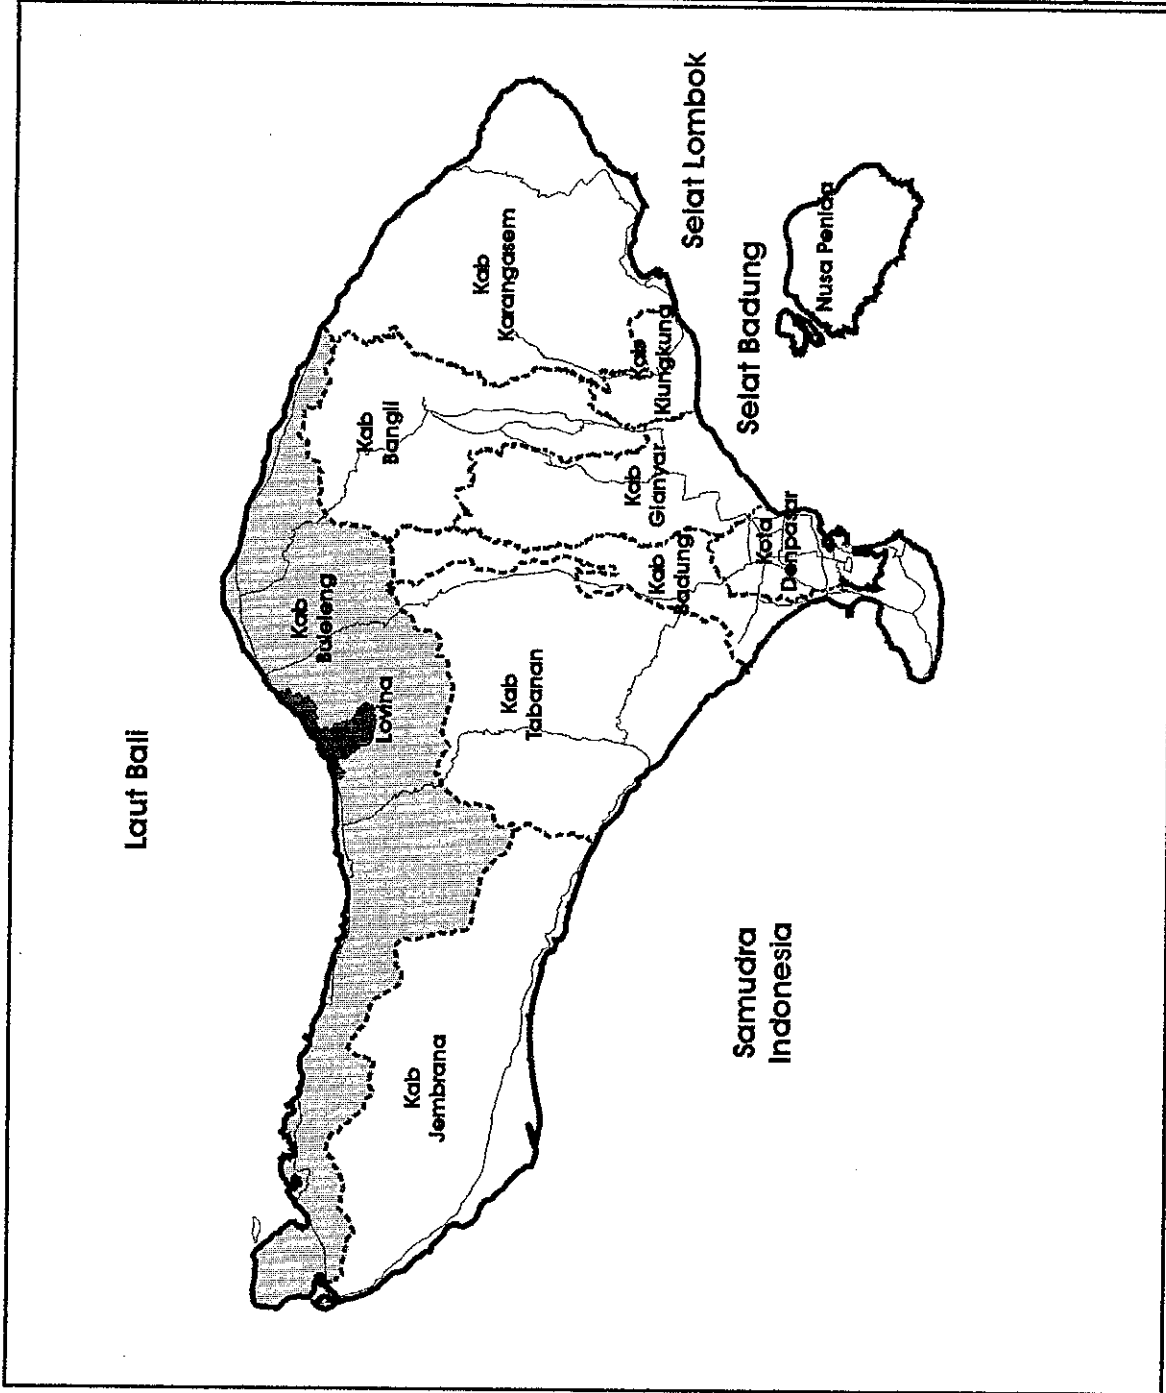 Laut Bali
Kab
Buleleng
Lovina
Kab
Bangli
Kab
Karangasem
Selat Lombok
Kab
Klungkung
Selat Badung
Nusa Penida
Kab
Gianyar
Kab
Badung
Kota
Denpasar
Kab
Tabanan
Kab
Jembrana
Samudra
Indonesia